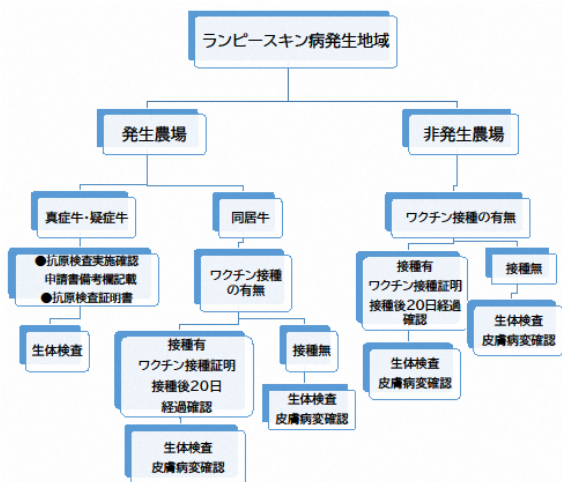 ランピースキン病発生地域
発生農場
非発生農場
真症牛・疑症牛
同居牛
ワクチン接種の有無
●抗原検査実施確認
申請書備考欄記載
●抗原検査証明書
ワクチン接種
の有無
接種有
ワクチン接種証明
接種後20日経過
確認
接種無
生体検査
接種有
ワクチン接種証明
接種後20日
経過確認
接種無
生体検査
皮膚病変確認
生体検査
皮膚病変確認
生体検査
皮膚病変確認
生体検査
皮膚病変確認